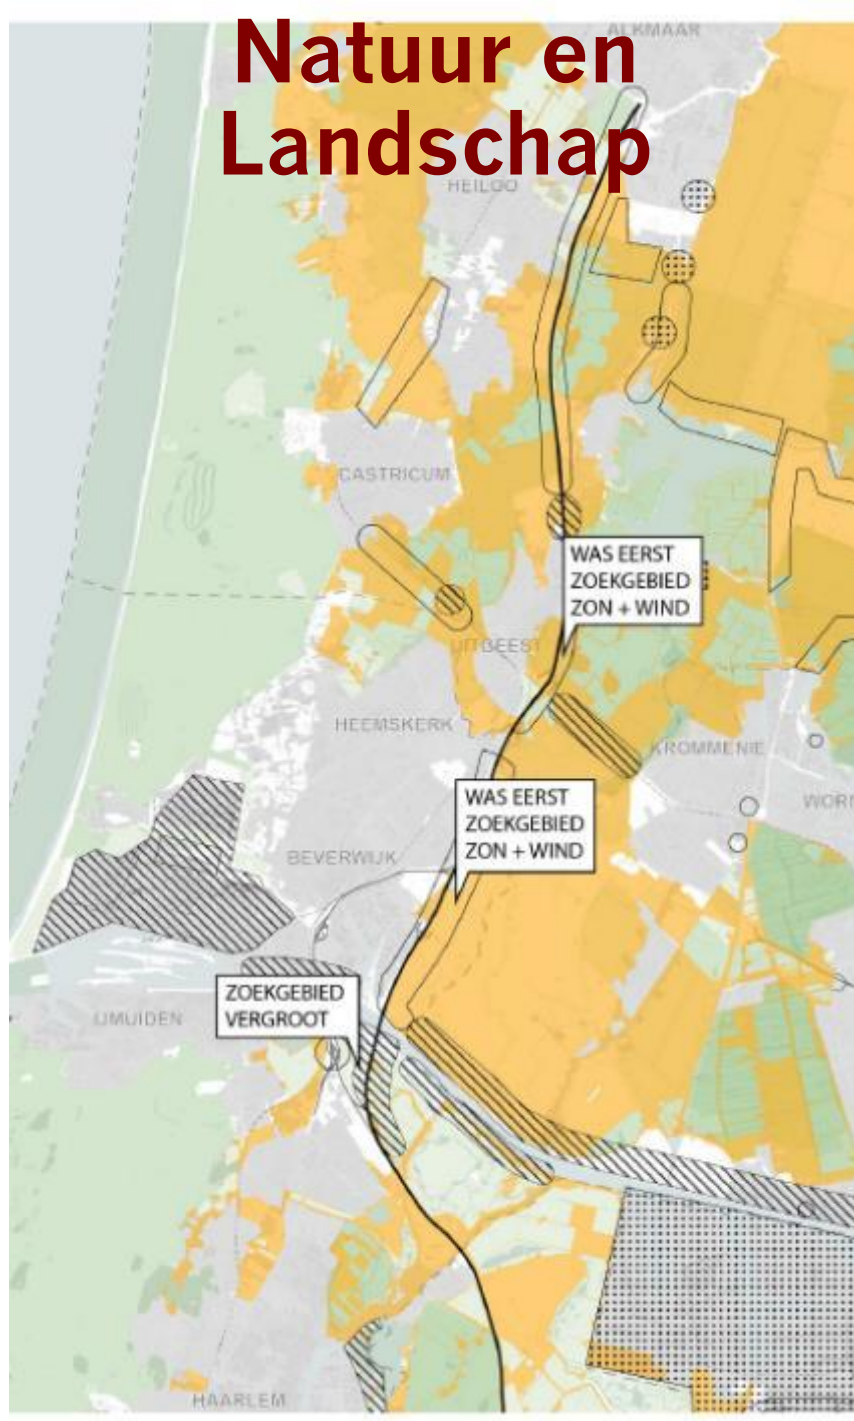 Natuur en
Landschap
ALKMAAR
HEILOO
CASTRICUM
WAS EERST
ZOEKGEBIED
ZON + WIND
UITGEEST
HEEMSKERK
KROMMENIE
WAS EERST
ZOEKGEBIED
ZON + WIND
WORM
BEVERWIJK
ZOEKGEBIED
VERGROOT
IJMUIDEN
HAARLEM